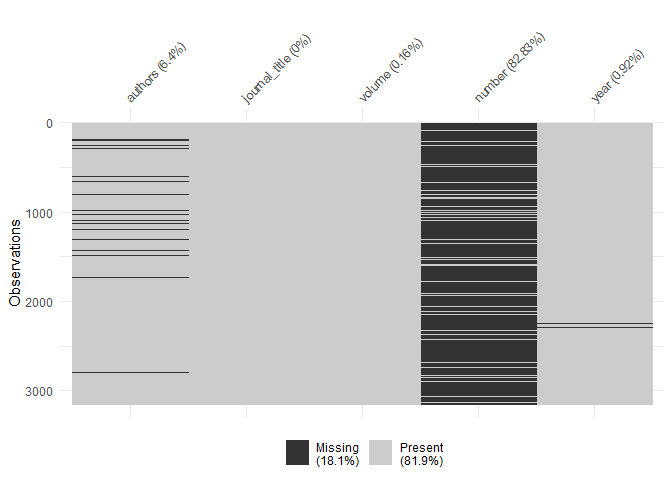 authors (6.4%)
journal_title (0%)
volume (0.16%)
number (82.83%)
year (0.92%)
Observations
0
1000
2000
3000
Missing
(18.1%)
Present
(81.9%)